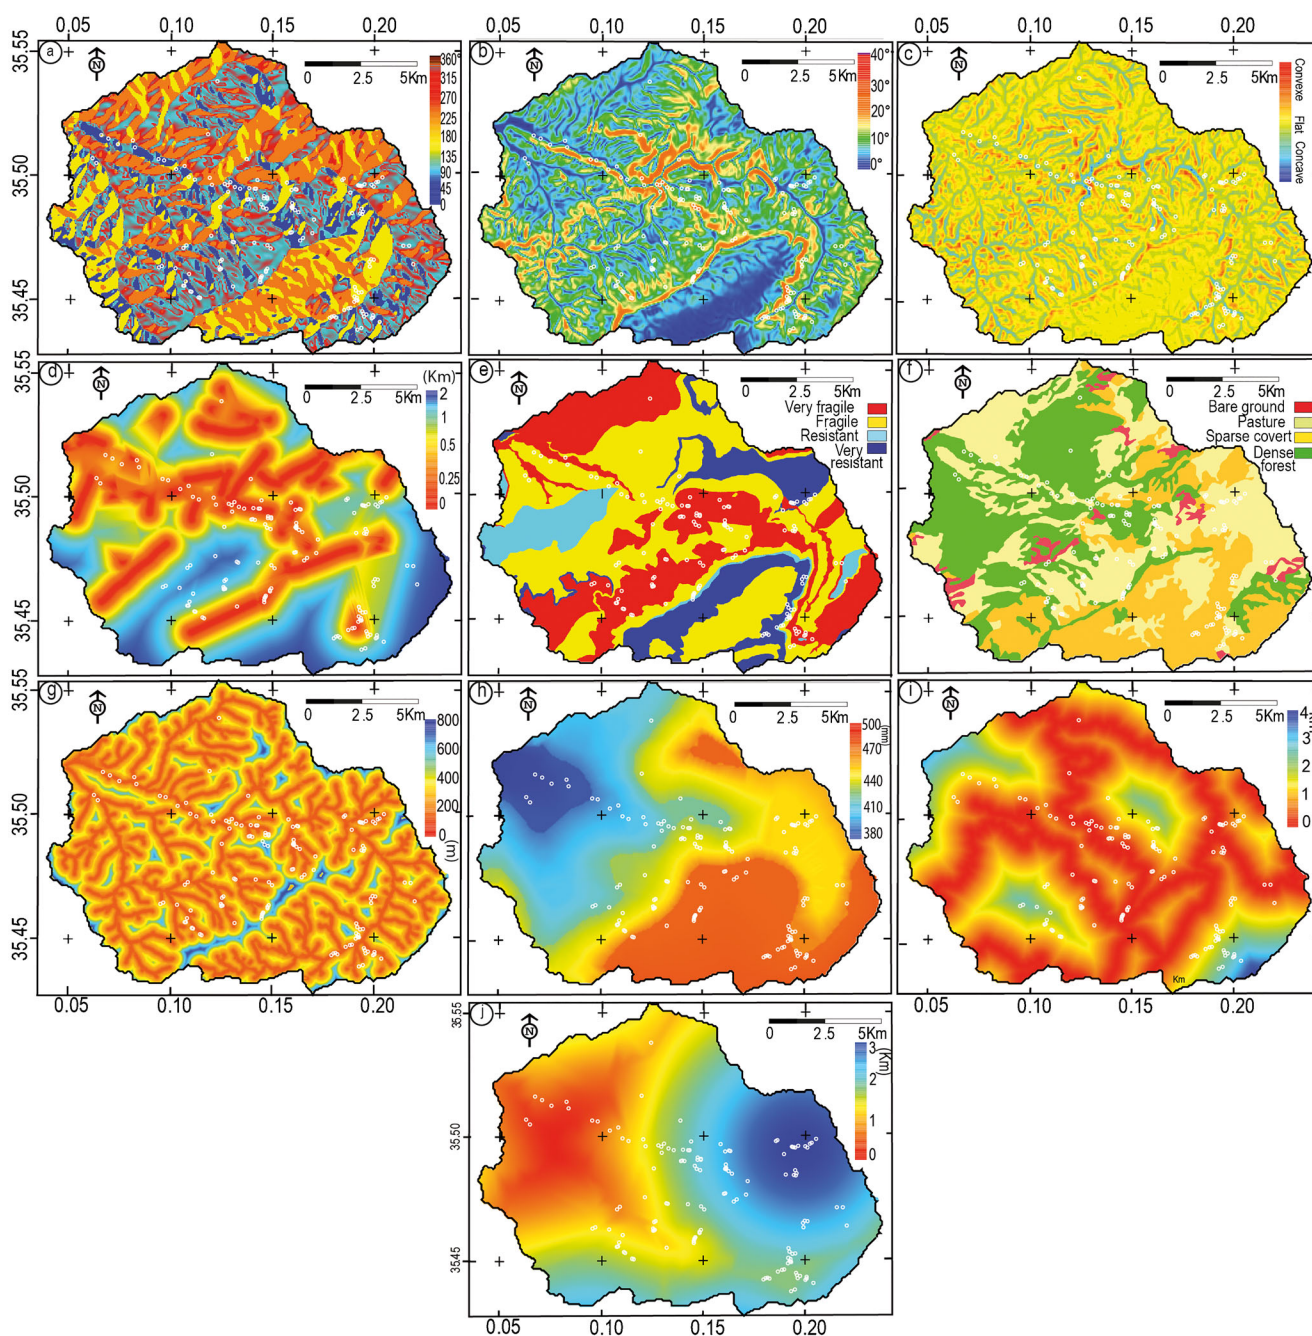 0.05 0.10 0.15 0.20 0.05 0.10 0.15 0.20 0.05 0.10 0.15 0.20
35.55
35.50
35.45
a
N
0 2.5 5Km
360°
315
270
225
180
135
90
45
0
b
N
0 2.5 5Km
40°
30°
20°
10°
0°
c
N
0 2.5 5Km
Convexe
Flat
Concave
35.55
35.50
35.45
d
N
0 2.5 5Km
(Km)
2
1
0.5
0.25
0
e
N
0 2.5 5Km
Very fragile
Fragile
Resistant
Very
resistant
f
N
0 2.5 5Km
Bare ground
Pasture
Sparse covert
Dense
forest
35.55
35.50
35.45
g
N
0 2.5 5Km
800
6000
4000
200
0
(m)
h
N
0 2.5 5Km
500
470
440
410
380
(mm)
i
N
0 2.5 5Km
4
3
2
1
0
Km
0.05 0.10 0.15 0.20
0.05 0.10 0.15 0.20
j
N
0 2.5 5Km
3
2
1
0
(Km)
35.55
35.50
35.45
0.10 0.15 0.20